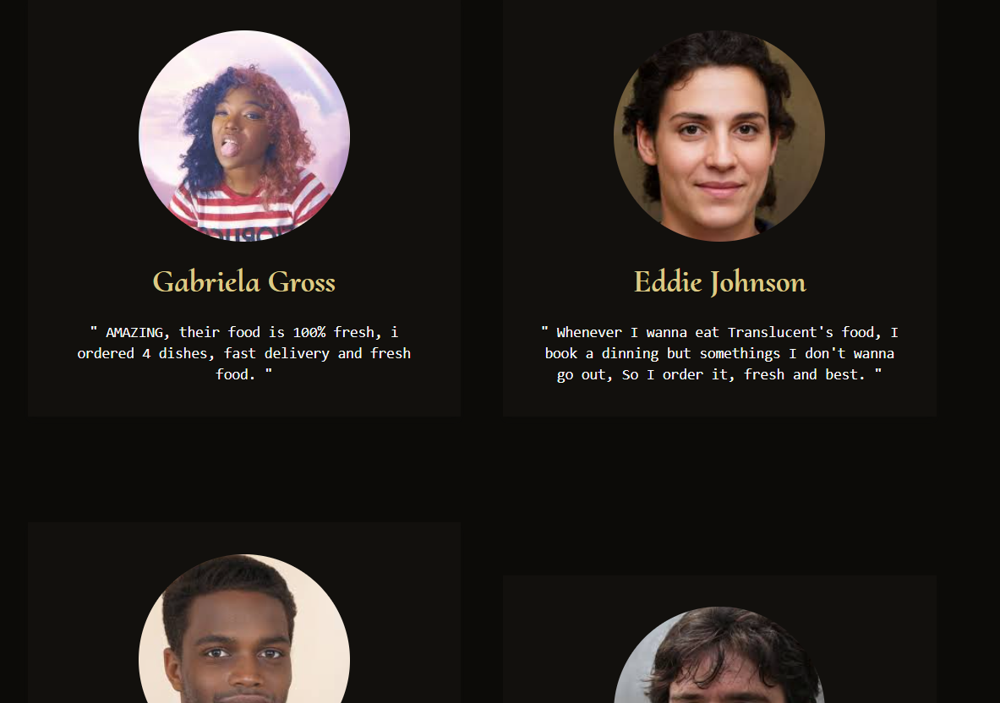 Gabriela Gross
" AMAZING, their food is 100% fresh, i
ordered 4 dishes, fast delivery and fresh
food. "
Eddie Johnson
" Whenever I wanna eat Translucent's food, I
book a dinning but somethings I don't wanna
go out, So I order it, fresh and best. "